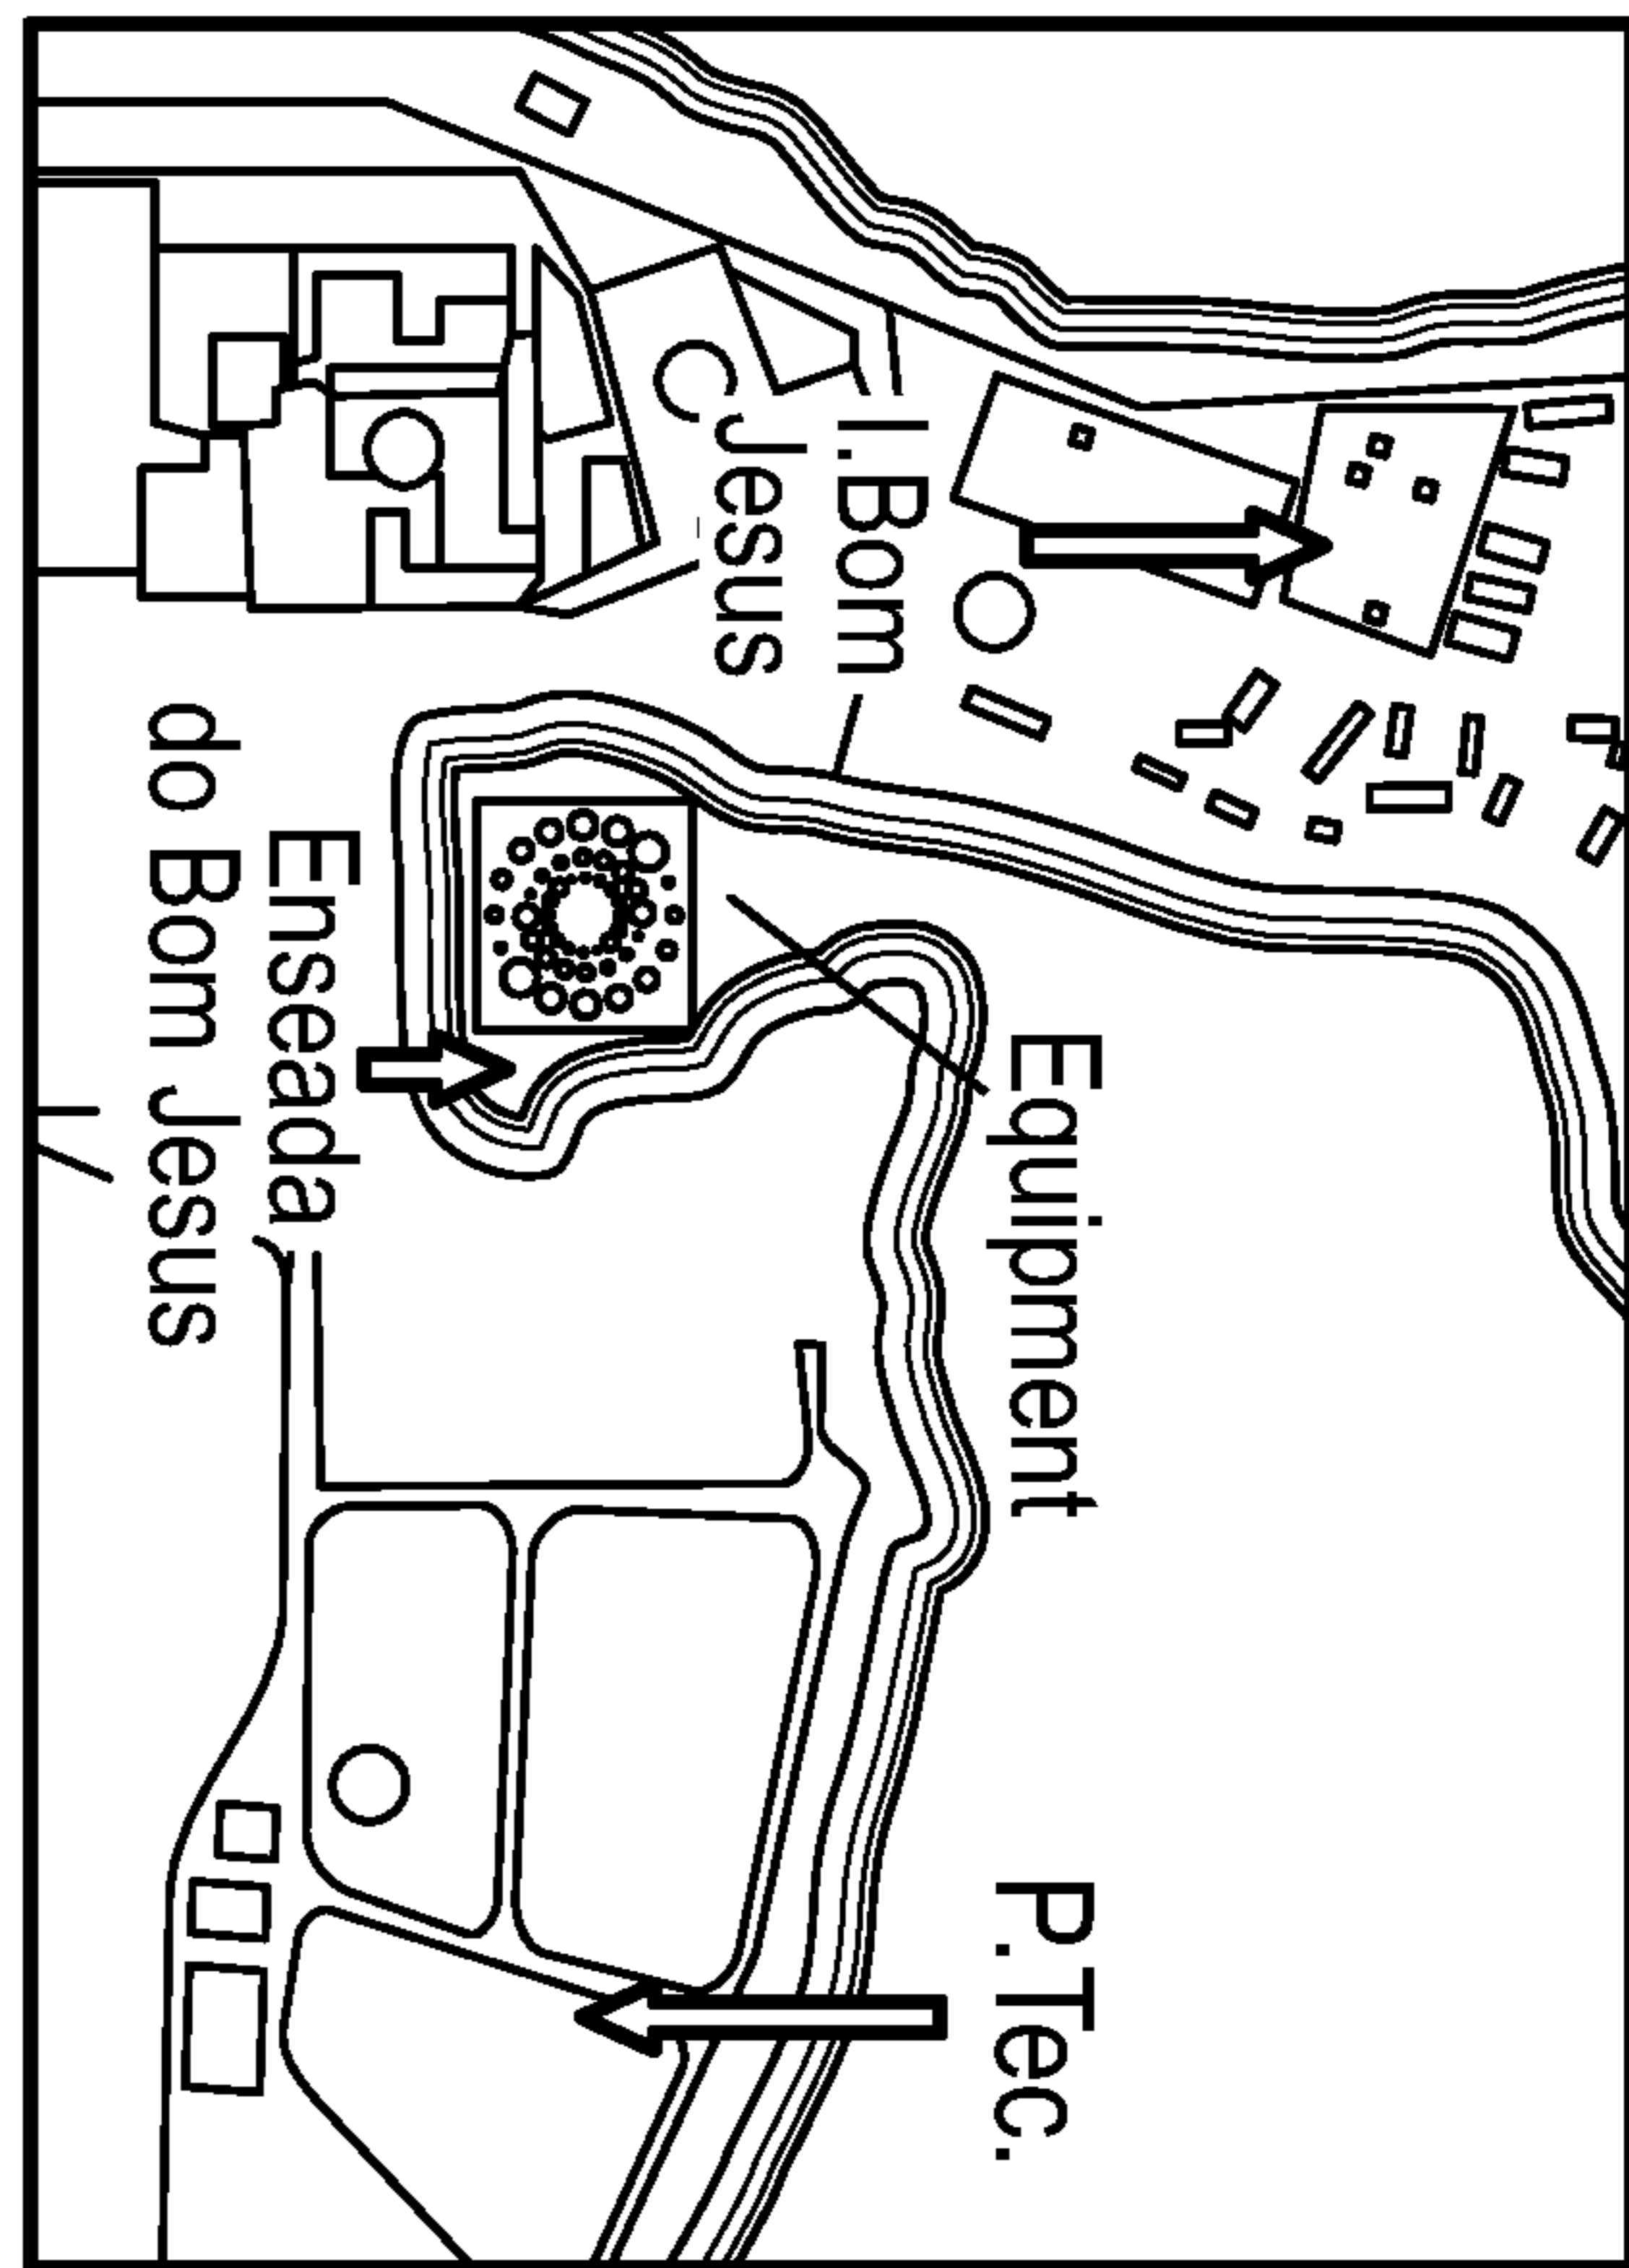 I.Bom
Jesus
Enseada
do Bom Jesus
Equipment
P.Tec.